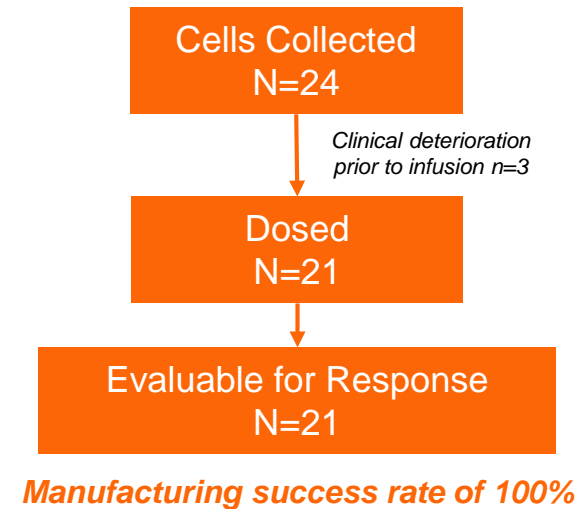 Cells Collected
N=24
Clinical deterioration
prior to infusion n=3
Dosed
N=21
Evaluable for Response
N=21
Manufacturing success rate of 100%